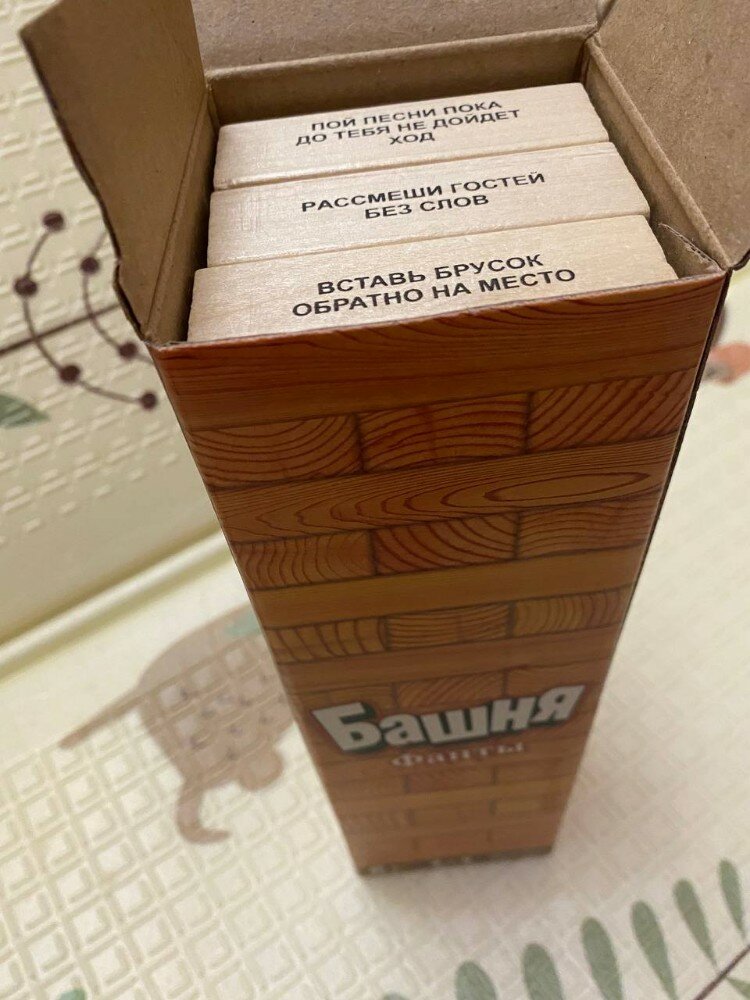 ПОЙ ПЕСНИ ПОКА
ДО ТЕБЯ НЕ ДОЙДЕТ
ХОД
РАССМЕШИ ГОСТЕЙ
БЕЗ СЛОВ
ВСТАВЬ БРУСОК
ОБРАТНО НА МЕСТО
Башня
Фанты